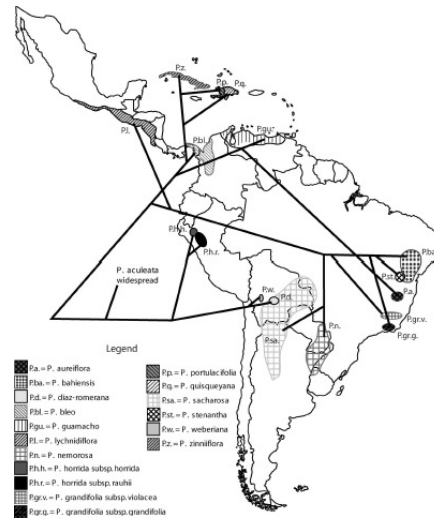 P.z.
P.p.
P.q.
P.l.
P.bl.
P.gu.
P.h.h.
P.h.r.
P.ba.
P.st.
P.a.
P. aculeata
widespread
P.w.
P.d.
P.n.
P.gr.v.
P.sa.
P.gr.g.
Legend
P.a. = P. aureiflora
P.ba. = P. bahiensis
P.d. = P. diaz-romerana
P.bl. = P. bleo
P.gu. = P. guamacho
P.l. = P. lychnidiflora
P.n. = P. nemorosa
P.h.h. = P. horrida subsp. horrida
P.h.r. = P. horrida subsp. rauhii
P.gr.v. = P. grandifolia subsp. violacea
P.gr.g. = P. grandifolia subsp. grandifolia
P.p. = P. portulacifolia
P.q. = P. quisqueyana
P.sa. = P. sacharosa
P.st. = P. stenantha
P.w. = P. weberiana
P.z. = P. zinniiflora